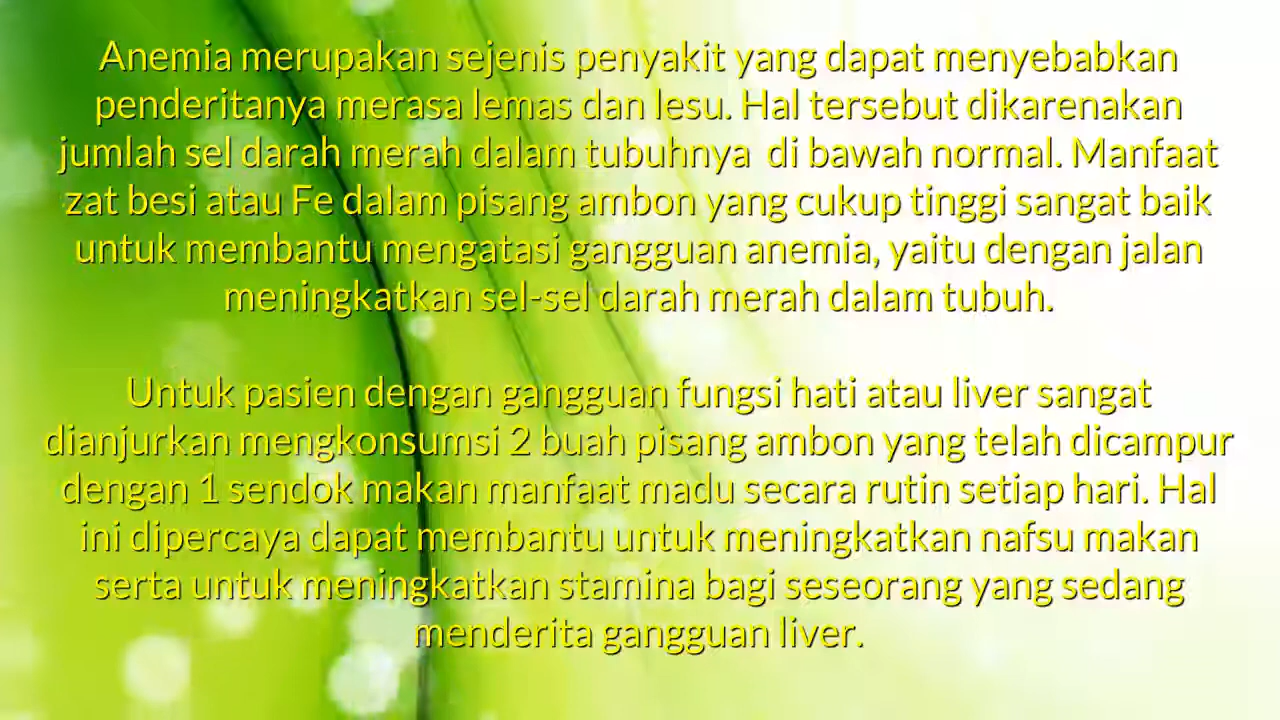 Anemia merupakan sejenis penyakit yang dapat menyebabkan
penderitanya merasa lemas dan lesu. Hal tersebut dikarenakan
jumlah sel darah merah dalam tubuhnya  di bawah normal. Manfaat
zat besi atau Fe dalam pisang ambon yang cukup tinggi sangat baik
untuk membantu mengatasi gangguan anemia, yaitu dengan jalan
meningkatkan sel-sel darah merah dalam tubuh.
Untuk pasien dengan gangguan fungsi hati atau liver sangat
dianjurkan mengkonsumsi 2 buah pisang ambon yang telah dicampur
dengan 1 sendok makan manfaat madu secara rutin setiap hari. Hal
ini dipercaya dapat membantu untuk meningkatkan nafsu makan
serta untuk meningkatkan stamina bagi seseorang yang sedang
menderita gangguan liver.